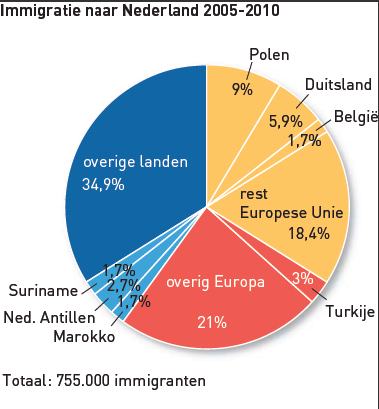 Immigratie naar Nederland 2005-2010
Polen
9%
Duitsland
5,9%
België
1,7%
rest
Europese Unie
18,4%
Turkije
3%
overig Europa
21%
Marokko
1,7%
Ned. Antillen
2,7%
Suriname
1,7%
overige landen
34,9%
Totaal: 755.000 immigranten